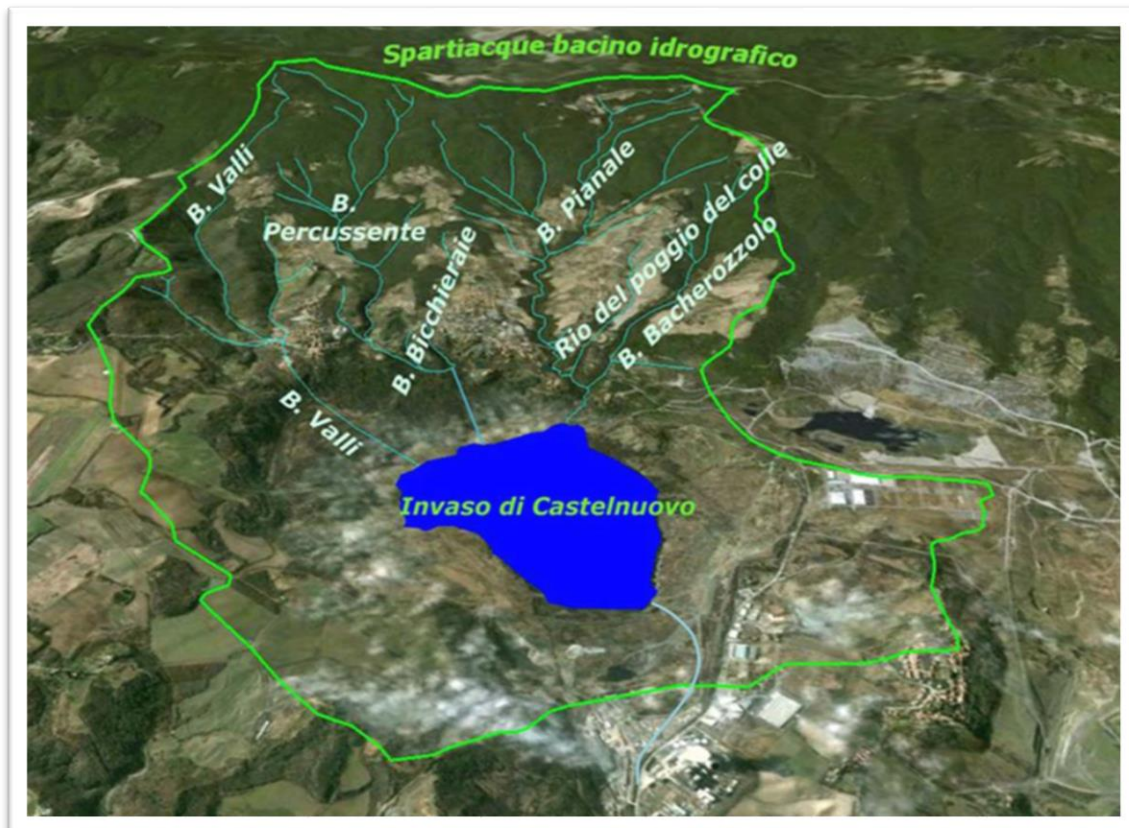 Spartiacque bacino idrografico
B. Valli
B.
Percussente
B. Bicchieraie
B. Pianale
Rio del poggio del colle
B. Bacherozzolo
B. Valli
Invaso di Castelnuovo